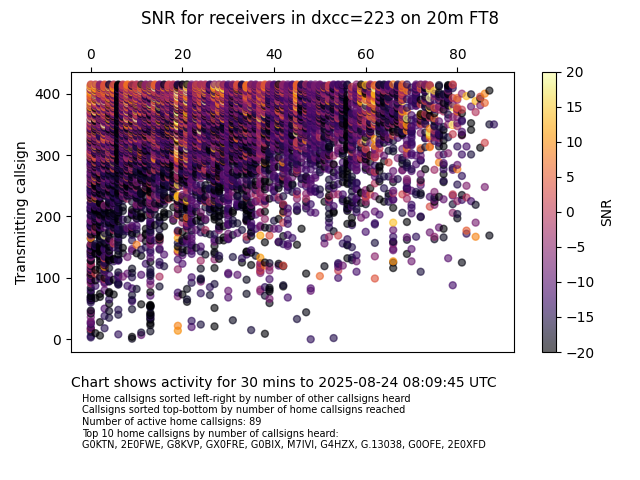 SNR for receivers in dxcc=223 on 20m FT8
0 20 40 60 80
400
300
200
100
0
Transmitting callsign
20
15
10
5
0
−5
−10
−15
−20
SNR
Chart shows activity for 30 mins to 2025-08-24 08:09:45 UTC
Home callsigns sorted left-right by number of other callsigns heard
Callsigns sorted top-bottom by number of home callsigns reached
Number of active home callsigns: 89
Top 10 home callsigns by number of callsigns heard:
G0KTN, 2E0FWE, G8KVP, GX0FRE, G0BIX, M7IVI, G4HZX, G.13038, G0OFE, 2E0XFD